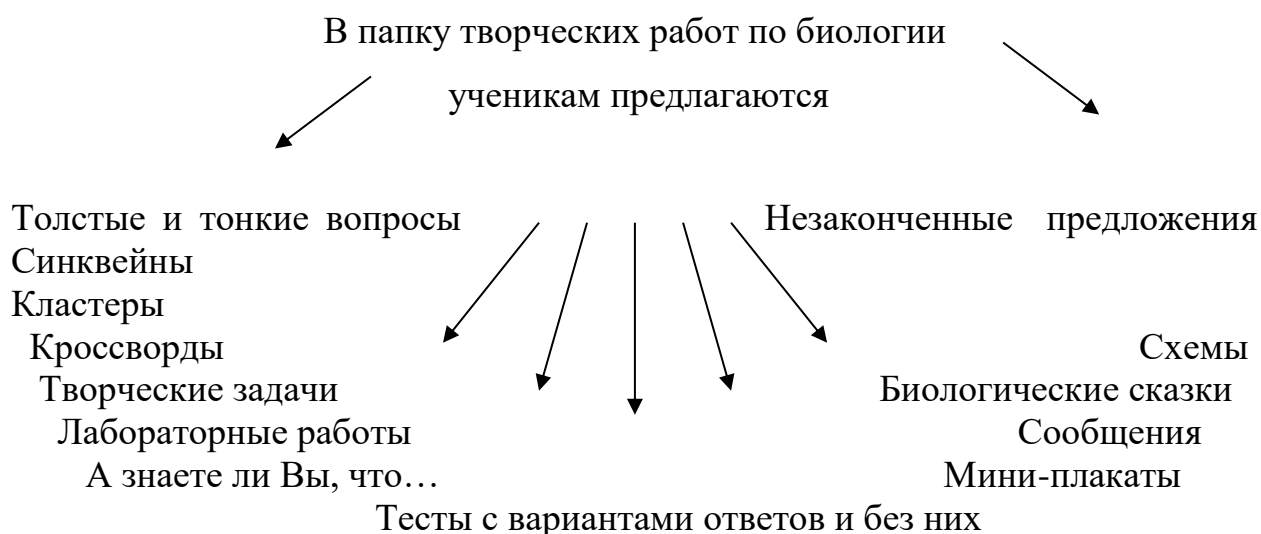 В папку творческих работ по биологии
ученикам предлагаются
Толстые и тонкие вопросы Незаконченные предложения
Синквейны
Кластеры
Кроссворды Схемы
Творческие задачи Биологические сказки
Лабораторные работы Сообщения
А знаете ли Вы, что… Мини-плакаты
Тесты с вариантами ответов и без них